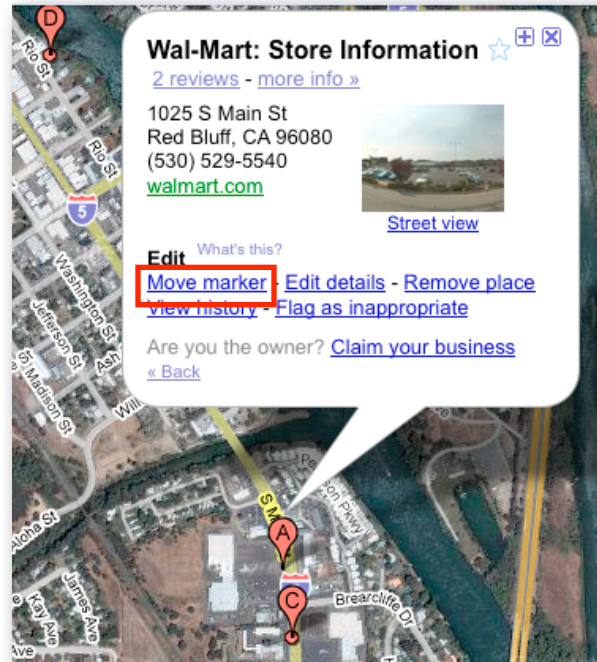 D
Rio St
Rio St
5
Washington St
Jefferson St
S Madison St
Ash
Will
Aloha St
James Ave
Kay Ave
Ave
Wal-Mart: Store Information
2 reviews - more info »
1025 S Main St
Red Bluff, CA 96080
(530) 529-5540
walmart.com
Street view
Edit What's this?
Move marker - Edit details - Remove place
View history - Flag as inappropriate
Are you the owner? Claim your business
« Back
S M
Pkwy
A
C
Brearcliffe Dr